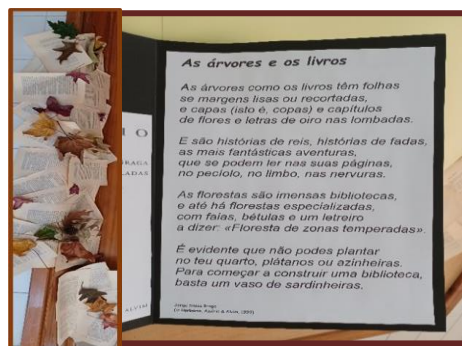 As árvores e os livros
As árvores como os livros têm folhas
se margens lisas ou recortadas,
e capas (isto é, copas) e capítulos
de flores e letras de oiro nas lombadas.
E são histórias de reis, histórias de fadas,
as mais fantásticas aventuras,
que se podem ler nas suas páginas,
no pecíolo, no limbo, nas nervuras.
As florestas são imensas bibliotecas,
e até há florestas especializadas,
com faias, bétulas e um letreiro
a dizer: «Floresta de zonas temperadas».
É evidente que não podes plantar
no teu quarto, plátanos ou azinheiras.
Para começar a construir uma biblioteca,
basta um vaso de sardinheiras.
Jorge Sousa Braga
I O
BRAGA
LADAS
ALVIM